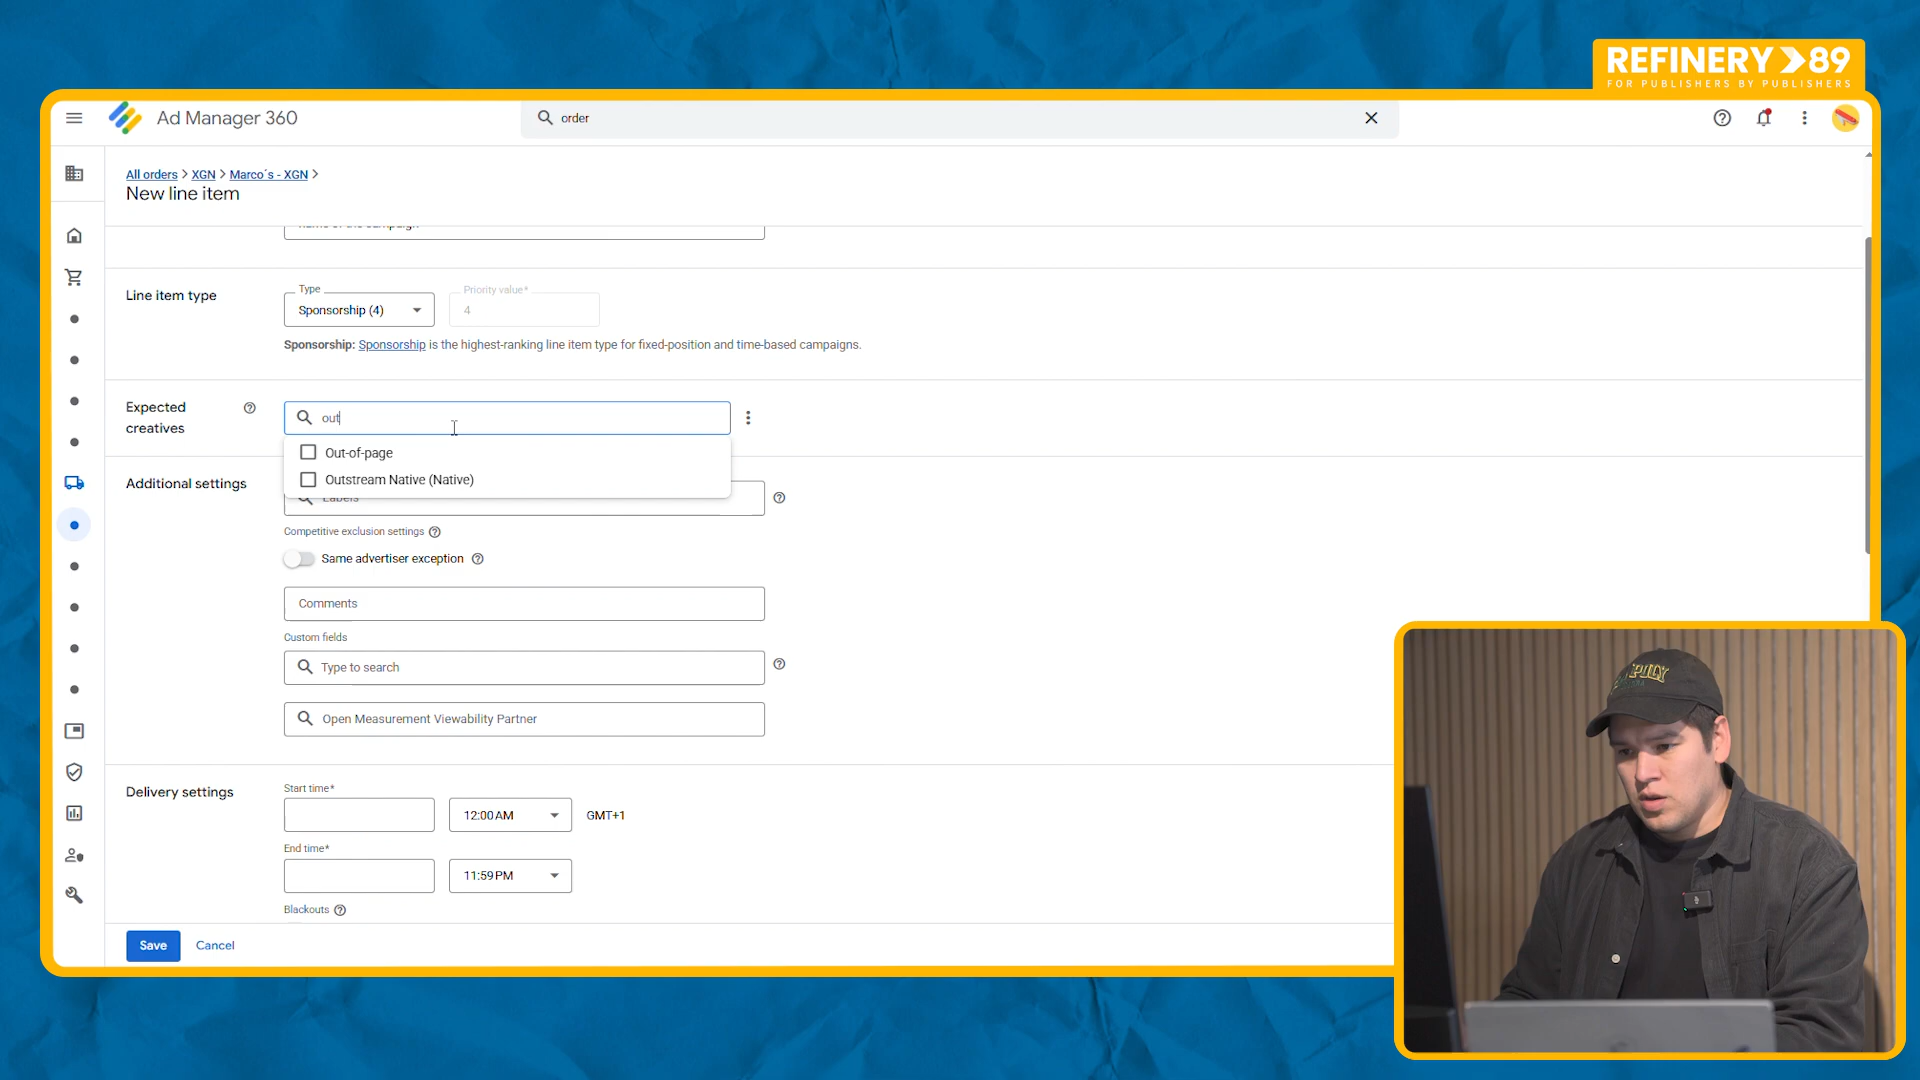 REFINERY 89
FOR PUBLISHERS BY PUBLISHERS
Ad Manager 360
order
All orders > XGN > Marco´s - XGN >
New line item
Line item type
Type
Sponsorship (4)
Priority value*
4
Sponsorship: Sponsorship is the highest-ranking line item type for fixed-position and time-based campaigns.
Expected creatives
out
Out-of-page
Outstream Native (Native)
Additional settings
Labels
Competitive exclusion settings
Same advertiser exception
Comments
Custom fields
Type to search
Open Measurement Viewability Partner
Delivery settings
Start time*
12:00 AM
GMT+1
End time*
11:59 PM
Blackouts
Save
Cancel